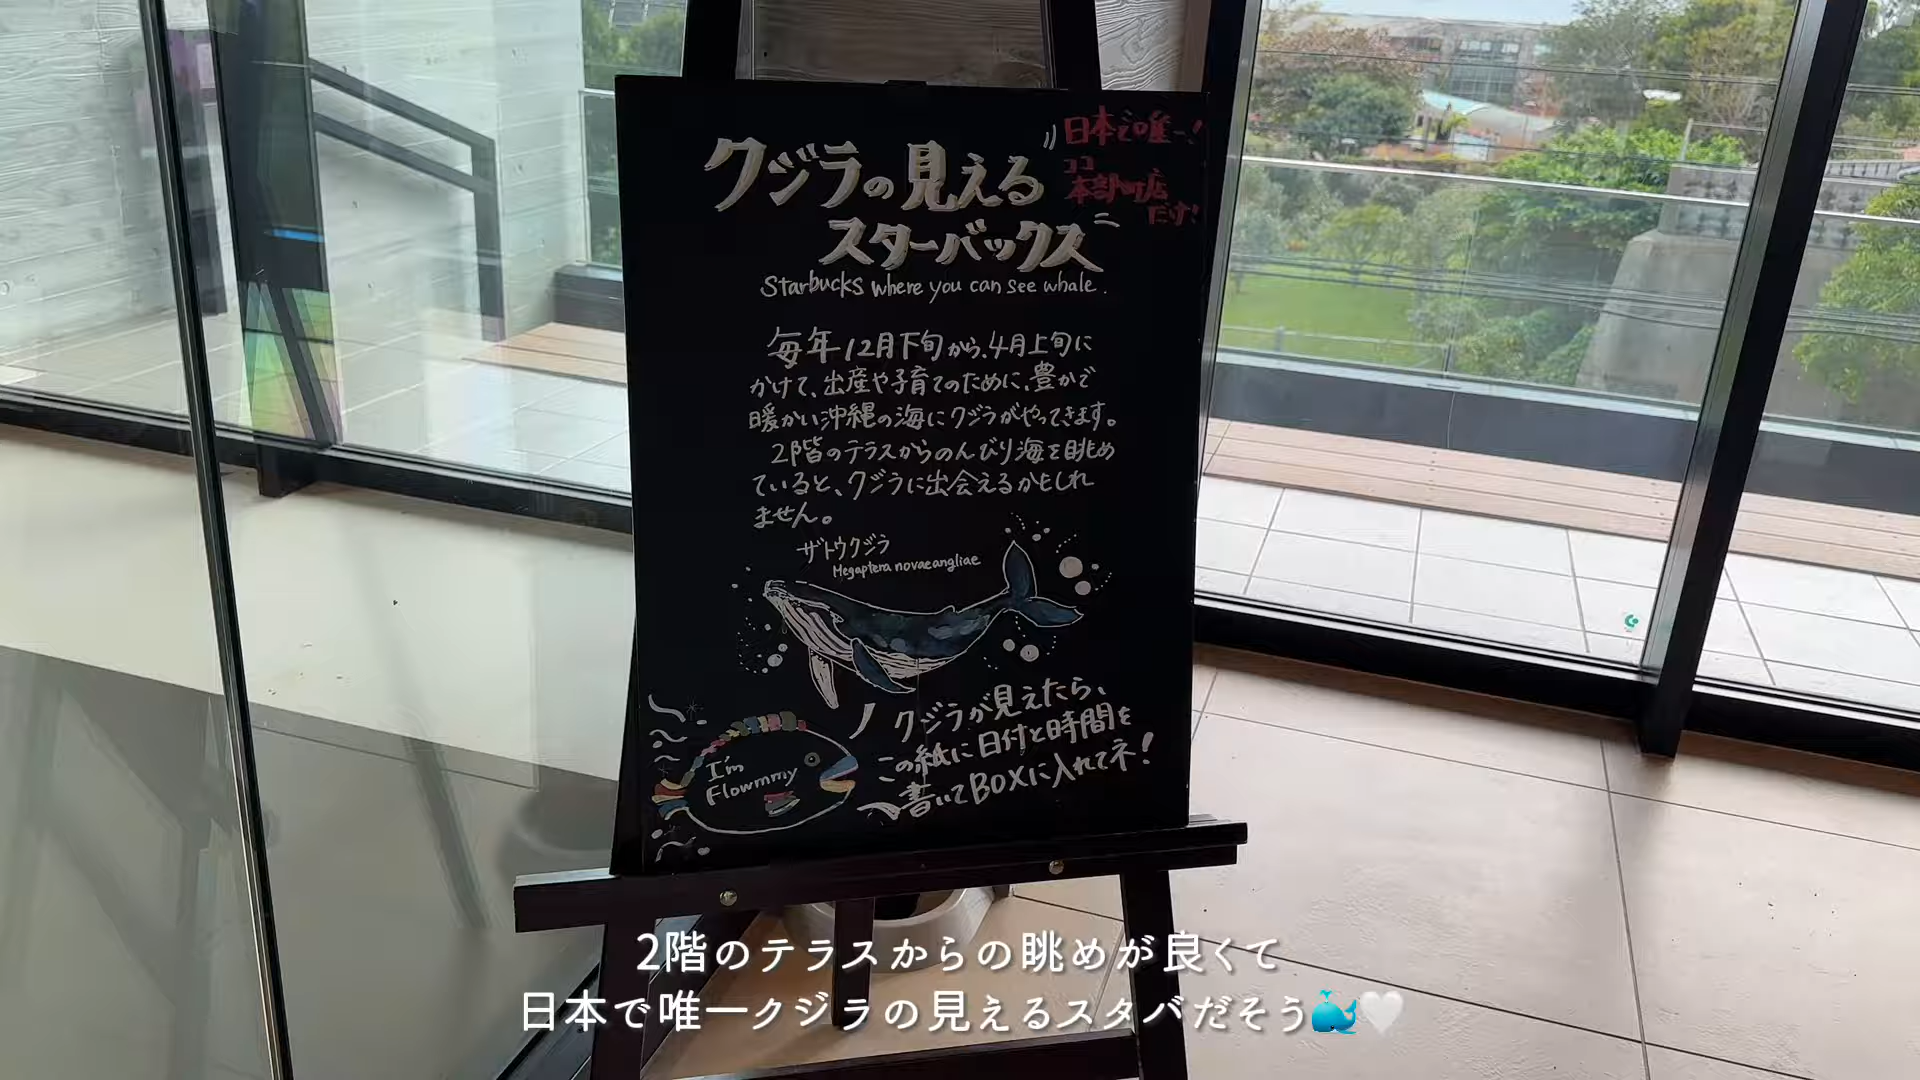 クジラの見える
スターバックス
日本で唯一!
ココ
本部町店
だけ!
Starbucks where you can see whale.
毎年12月下旬から、4月上旬に
かけて、出産や子育てのために、豊かで
暖かい沖縄の海にクジラがやってきます。
2階のテラスからのんびり海を眺め
ていると、クジラに出会えるかもしれ
ません。
ザトウクジラ
Megaptera novaeangliae
クジラが見えたら、
この紙に日付と時間を
書いてBOXに入れてネ!
I'm
Flowmmy
2階のテラスからの眺めが良くて
日本で唯一クジラの見えるスタバだそう🐳🤍